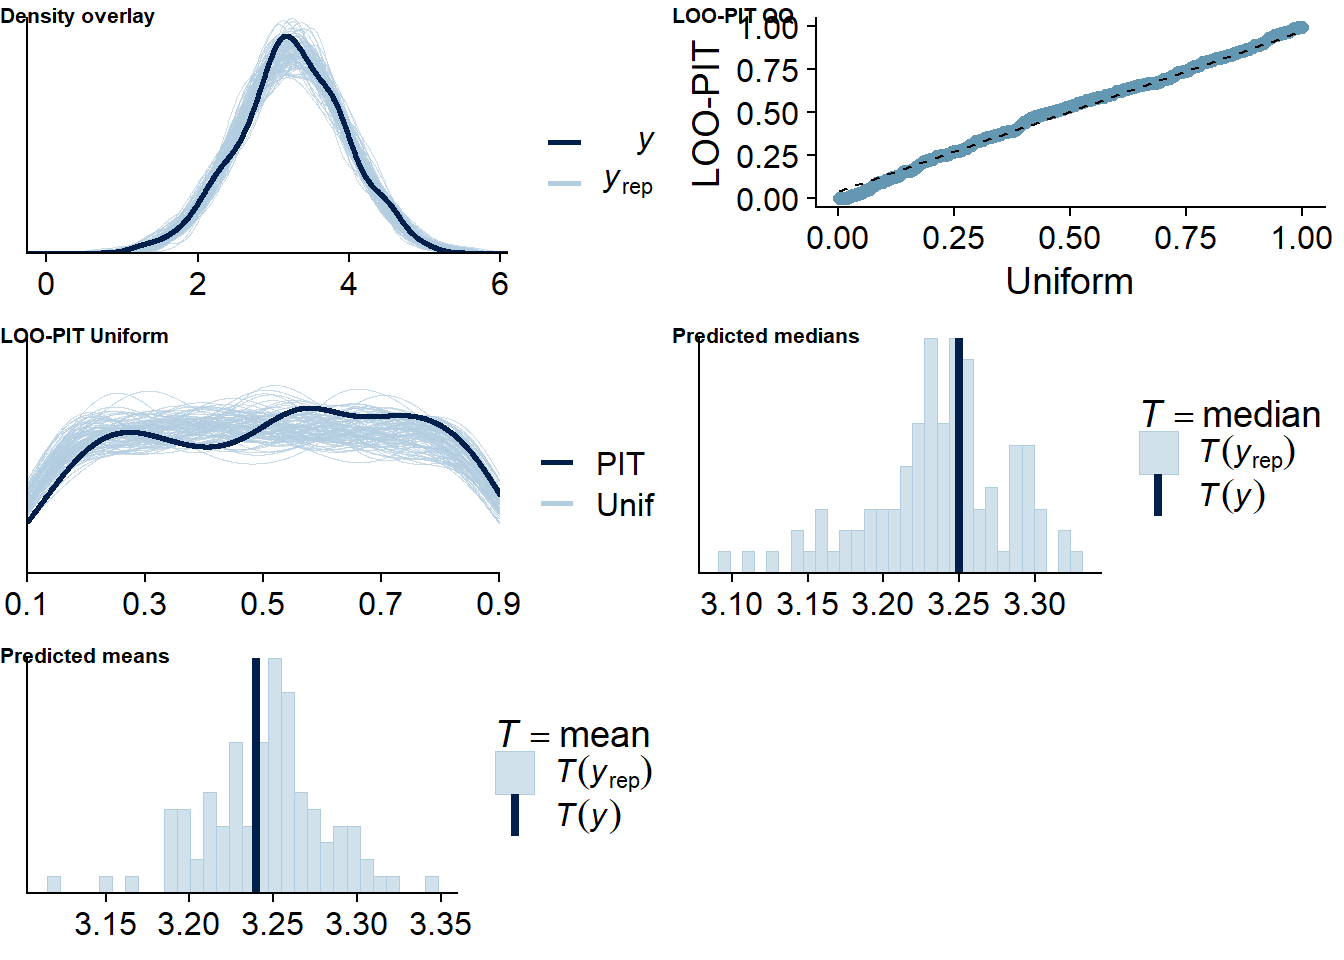 Density overlay
y
y rep
0 2 4 6
LOO-PIT QQ
LOO-PIT
1.00
0.75
0.50
0.25
0.00
0.00 0.25 0.50 0.75 1.00
Uniform
LOO-PIT Uniform
PIT
Unif
0.1 0.3 0.5 0.7 0.9
Predicted medians
T = median
T(y rep)
T(y)
3.10 3.15 3.20 3.25 3.30
Predicted means
T = mean
T(y rep)
T(y)
3.15 3.20 3.25 3.30 3.35